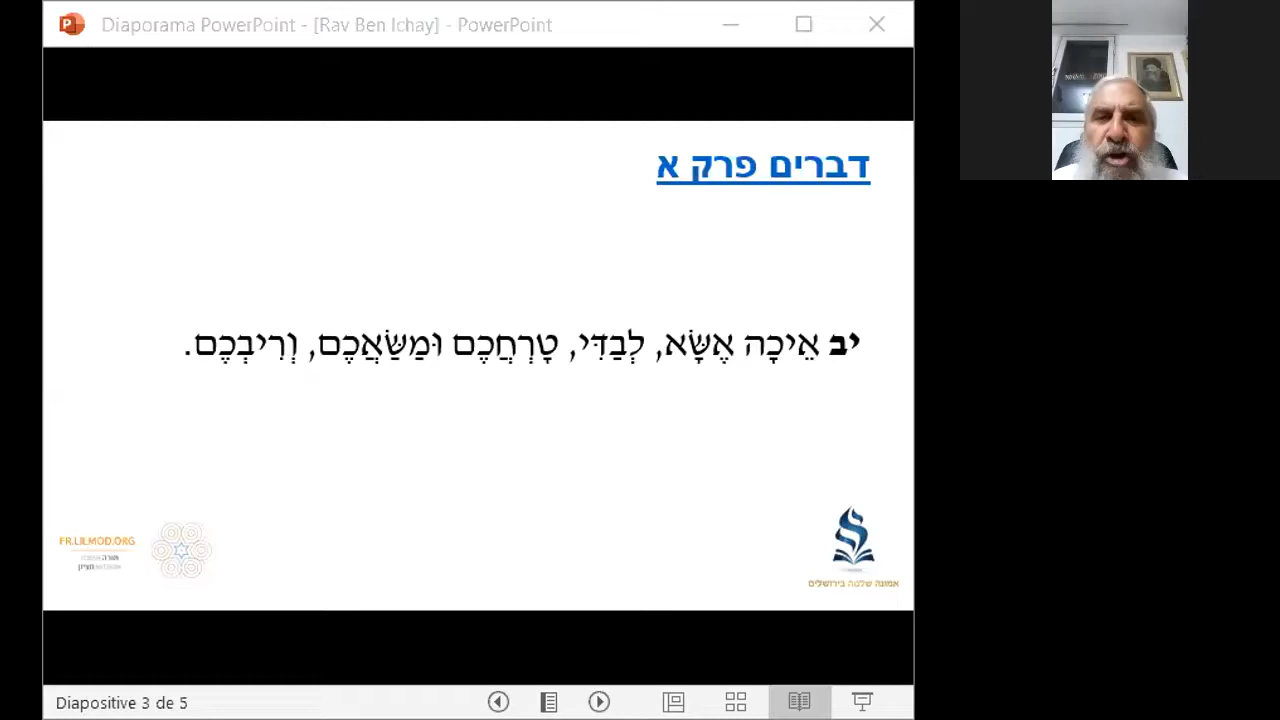 Diaporama PowerPoint - [Rav Ben Ichay] - PowerPoint
דברים פרק א
יב אֵיכָה אֶשָּׂא, לְבַדִּי, טָרְחֲכֶם וּמַשַּׂאֲכֶם, וְרִיבְכֶם.
FR.LILMOD.ORG
אמונה שלמה בירושלים
Diapositive 3 de 5